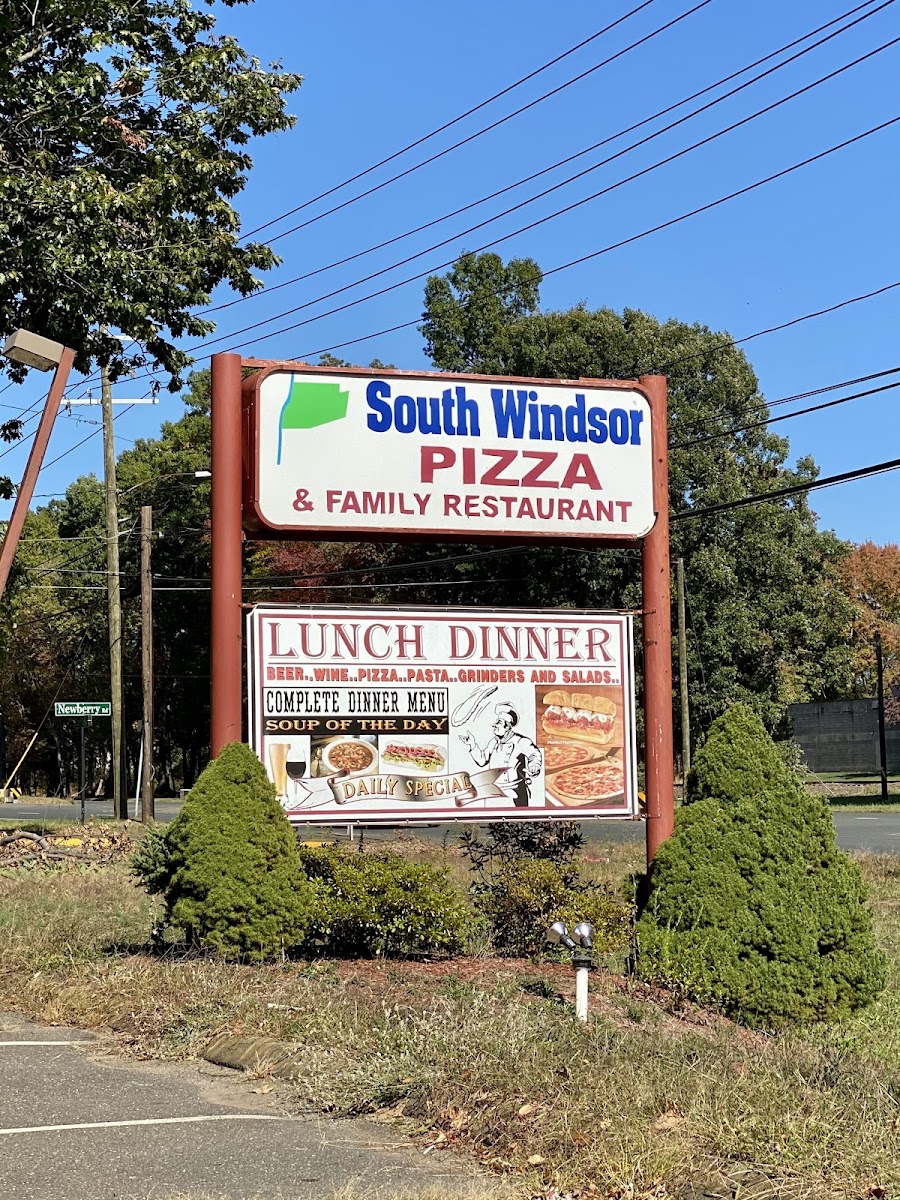 South Windsor
PIZZA
& FAMILY RESTAURANT
LUNCH DINNER
BEER..WINE..PIZZA..PASTA..GRINDERS AND SALADS..
COMPLETE DINNER MENU
SOUP OF THE DAY
DAILY SPECIAL
Newberry Rd